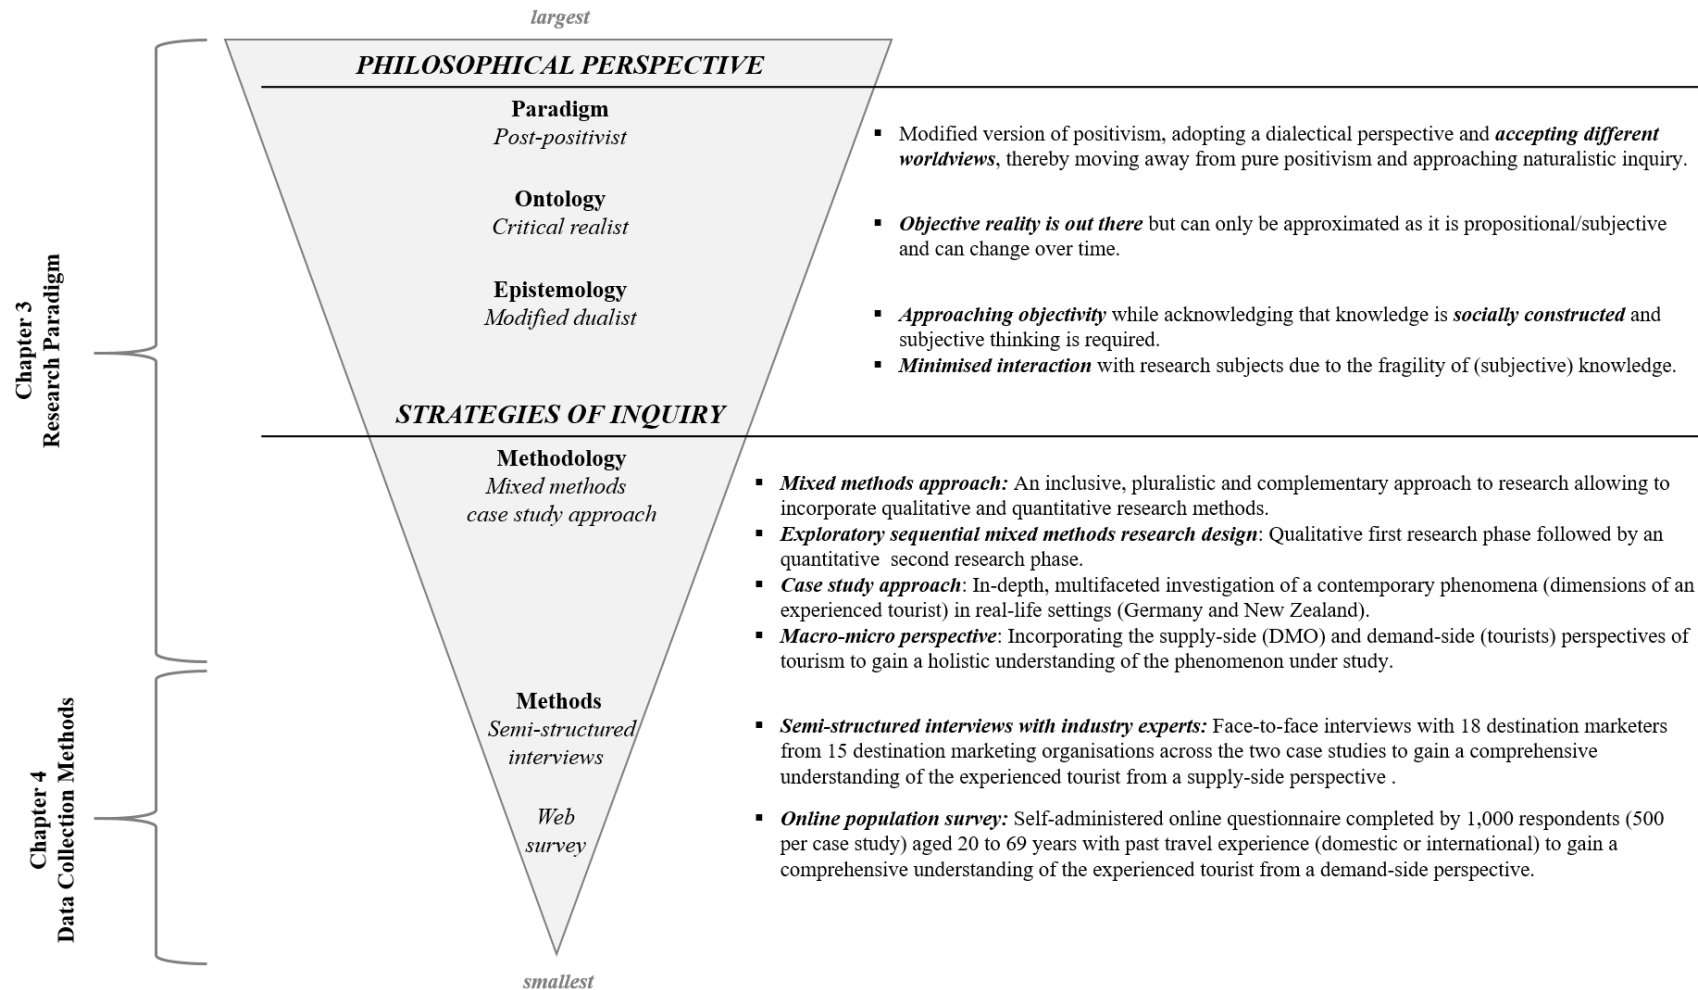 largest
PHILOSOPHICAL PERSPECTIVE
Paradigm
Post-positivist
▪ Modified version of positivism, adopting a dialectical perspective and accepting different
worldviews, thereby moving away from pure positivism and approaching naturalistic inquiry.
Ontology
Critical realist
▪ Objective reality is out there but can only be approximated as it is propositional/subjective
and can change over time.
Epistemology
Modified dualist
▪ Approaching objectivity while acknowledging that knowledge is socially constructed and
subjective thinking is required.
▪ Minimised interaction with research subjects due to the fragility of (subjective) knowledge.
Chapter 3
Research Paradigm
STRATEGIES OF INQUIRY
Methodology
Mixed methods
case study approach
▪ Mixed methods approach: An inclusive, pluralistic and complementary approach to research allowing to
incorporate qualitative and quantitative research methods.
▪ Exploratory sequential mixed methods research design: Qualitative first research phase followed by an
quantitative second research phase.
▪ Case study approach: In-depth, multifaceted investigation of a contemporary phenomena (dimensions of an
experienced tourist) in real-life settings (Germany and New Zealand).
▪ Macro-micro perspective: Incorporating the supply-side (DMO) and demand-side (tourists) perspectives of
tourism to gain a holistic understanding of the phenomenon under study.
Chapter 4
Data Collection Methods
Methods
Semi-structured
interviews
▪ Semi-structured interviews with industry experts: Face-to-face interviews with 18 destination marketers
from 15 destination marketing organisations across the two case studies to gain a comprehensive
understanding of the experienced tourist from a supply-side perspective .
Web
survey
▪ Online population survey: Self-administered online questionnaire completed by 1,000 respondents (500
per case study) aged 20 to 69 years with past travel experience (domestic or international) to gain a
comprehensive understanding of the experienced tourist from a demand-side perspective.
smallest